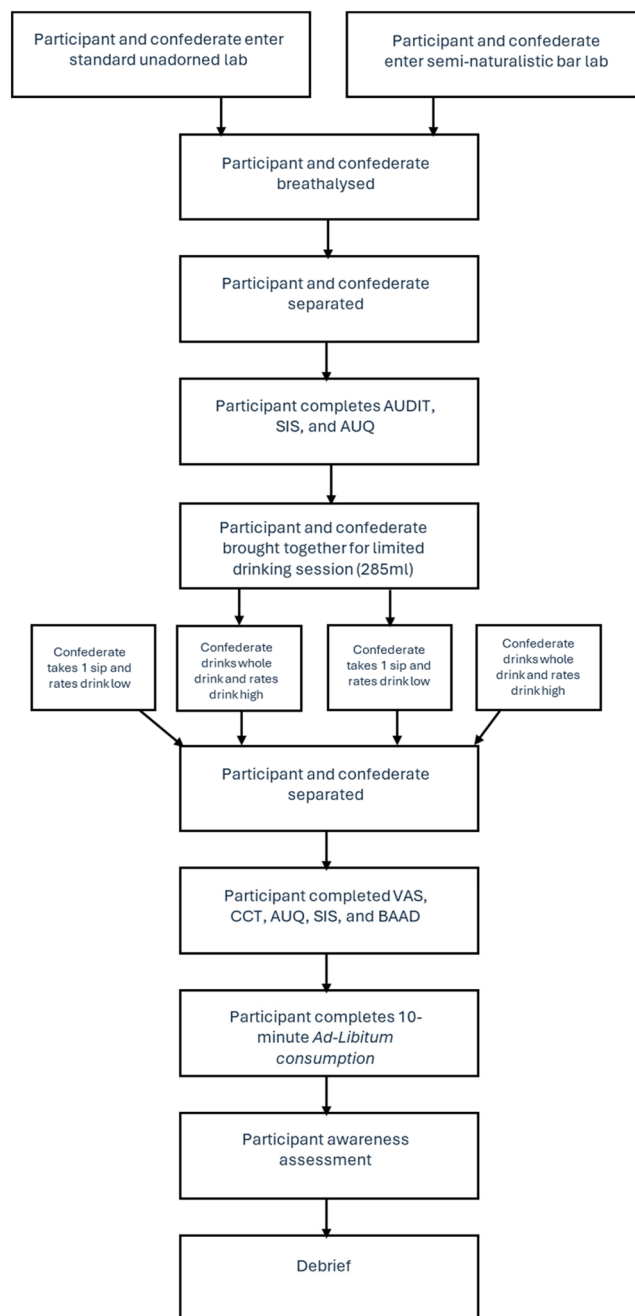 Participant and confederate enter
standard unadorned lab
Participant and confederate
enter semi-naturalistic bar lab
Participant and confederate
breathalysed
Participant and confederate
separated
Participant completes AUDIT,
SIS, and AUQ
Participant and confederate
brought together for limited
drinking session (285ml)
Confederate
takes 1 sip and
rates drink low
Confederate
drinks whole
drink and rates
drink high
Confederate
takes 1 sip and
rates drink low
Confederate
drinks whole
drink and rates
drink high
Participant and confederate
separated
Participant completed VAS,
CCT, AUQ, SIS, and BAAD
Participant completes 10-
minute Ad-Libitum
consumption
Participant awareness
assessment
Debrief